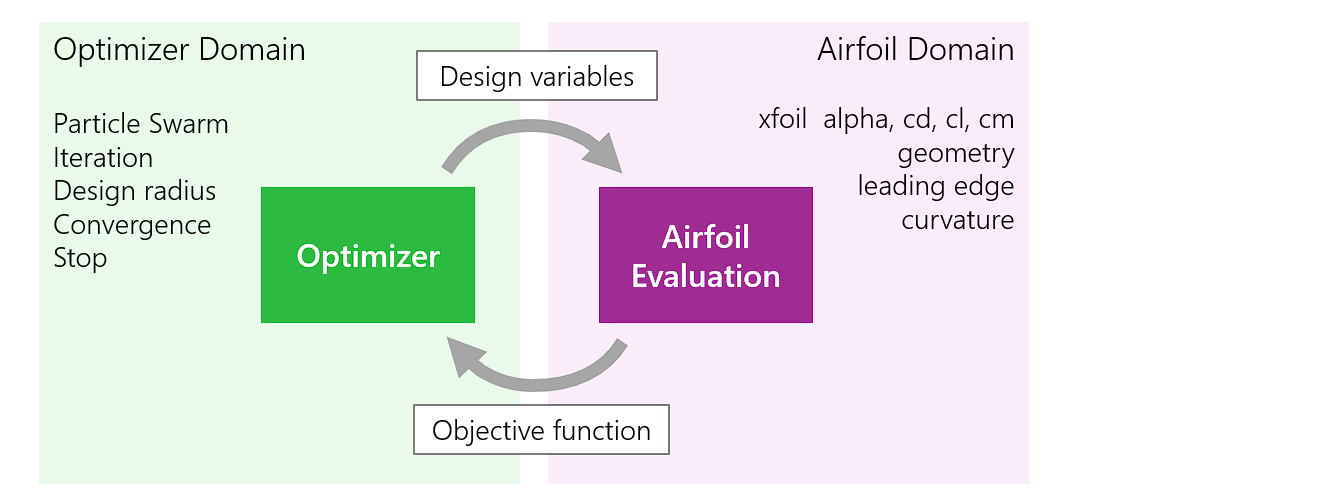 Optimizer Domain
Particle Swarm
Iteration
Design radius
Convergence
Stop
Optimizer
Design variables
Objective function
Airfoil Domain
xfoil  alpha, cd, cl, cm
geometry
leading edge
curvature
Airfoil
Evaluation